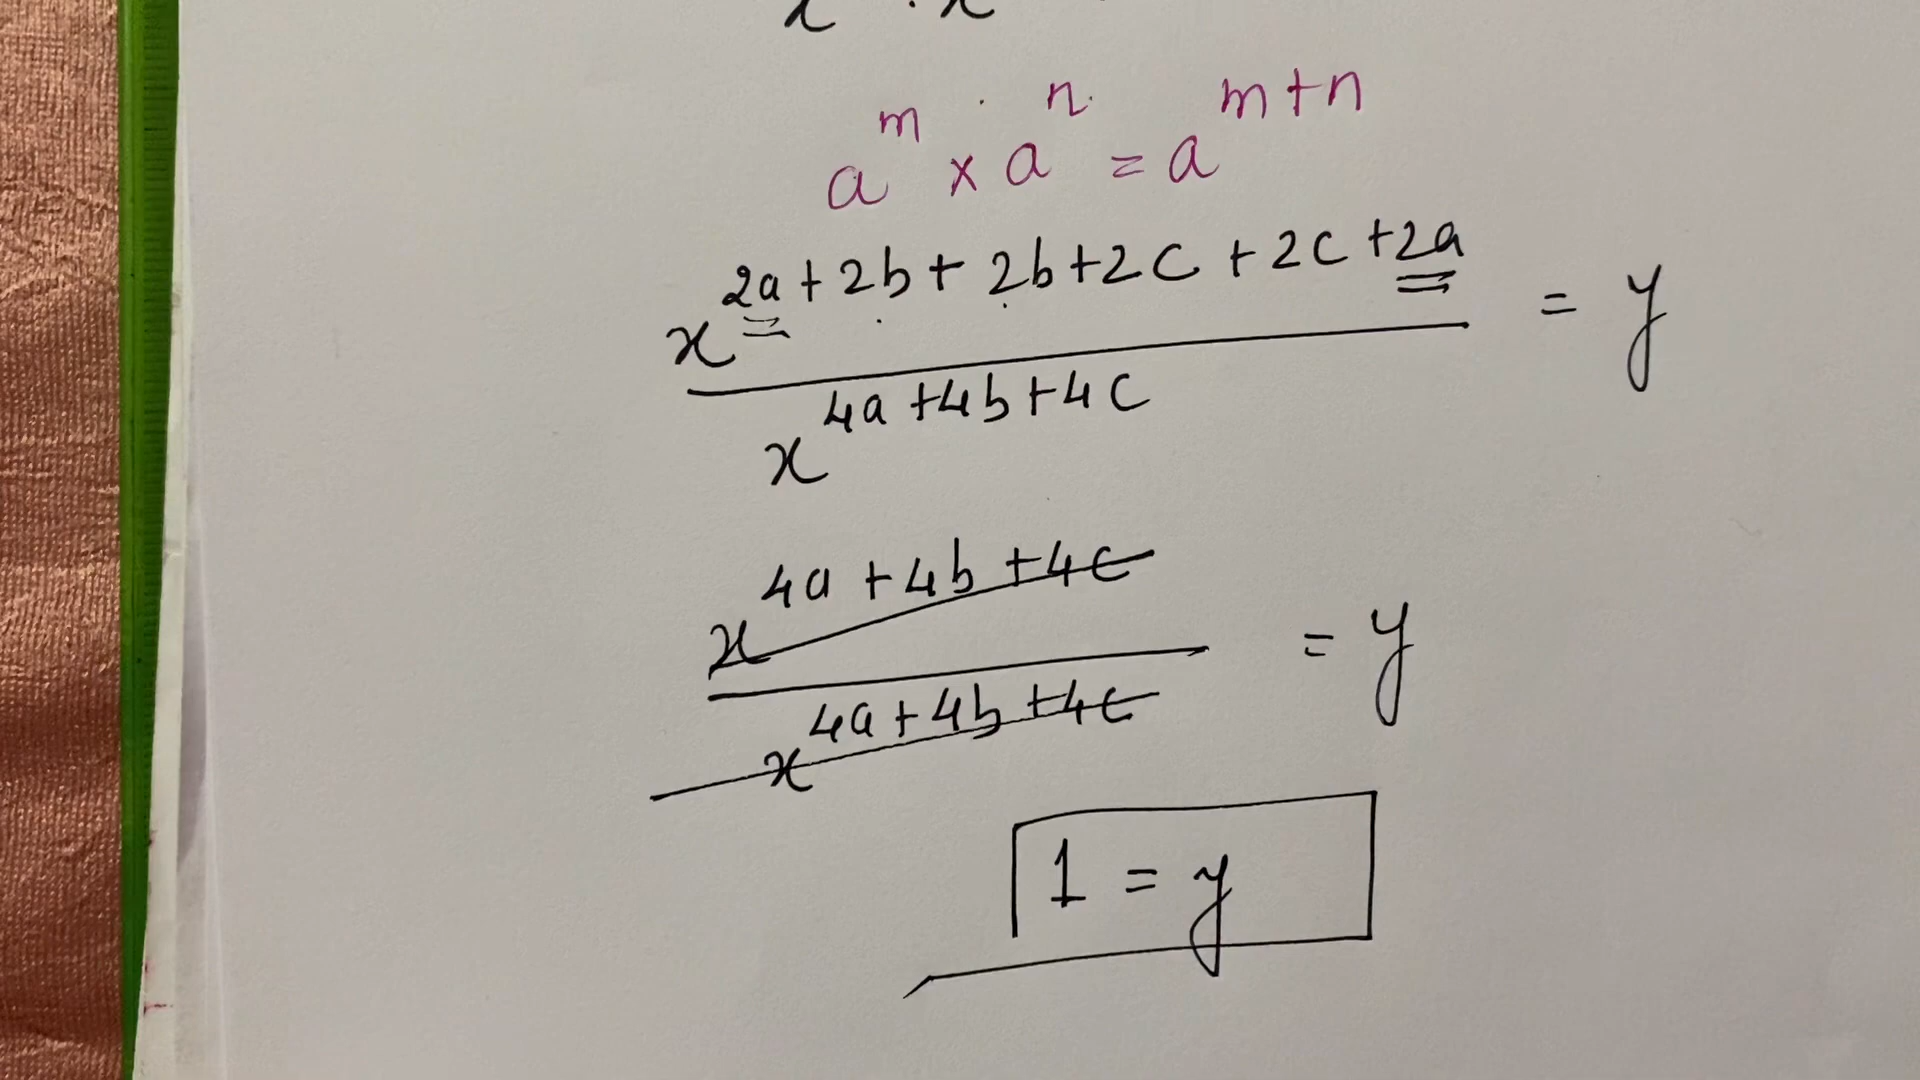 a^m × a^n = a^(m+n)
x^(2a+2b+2b+2c+2c+2a) / x^(4a+4b+4c) = y
x^(4a+4b+4c) / x^(4a+4b+4c) = y
1 = y